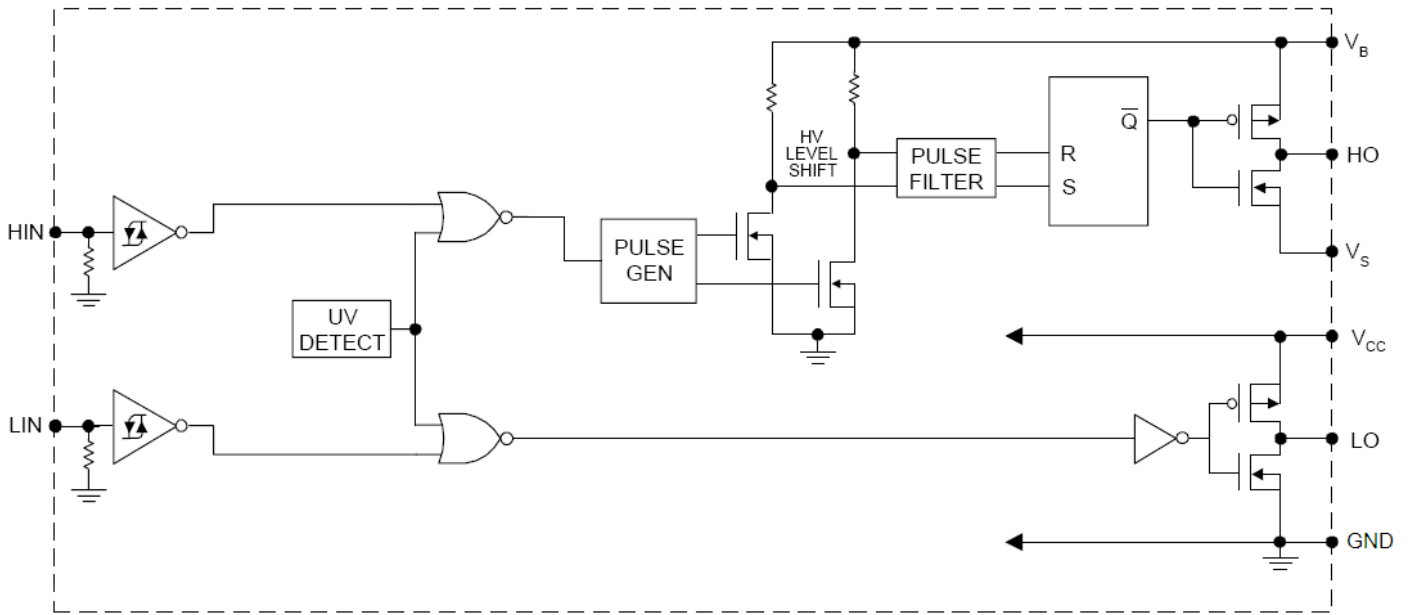 V_B
HV
LEVEL
SHIFT
PULSE
FILTER
R
S
Q̅
HO
HIN
PULSE
GEN
V_S
UV
DETECT
V_CC
LIN
LO
GND